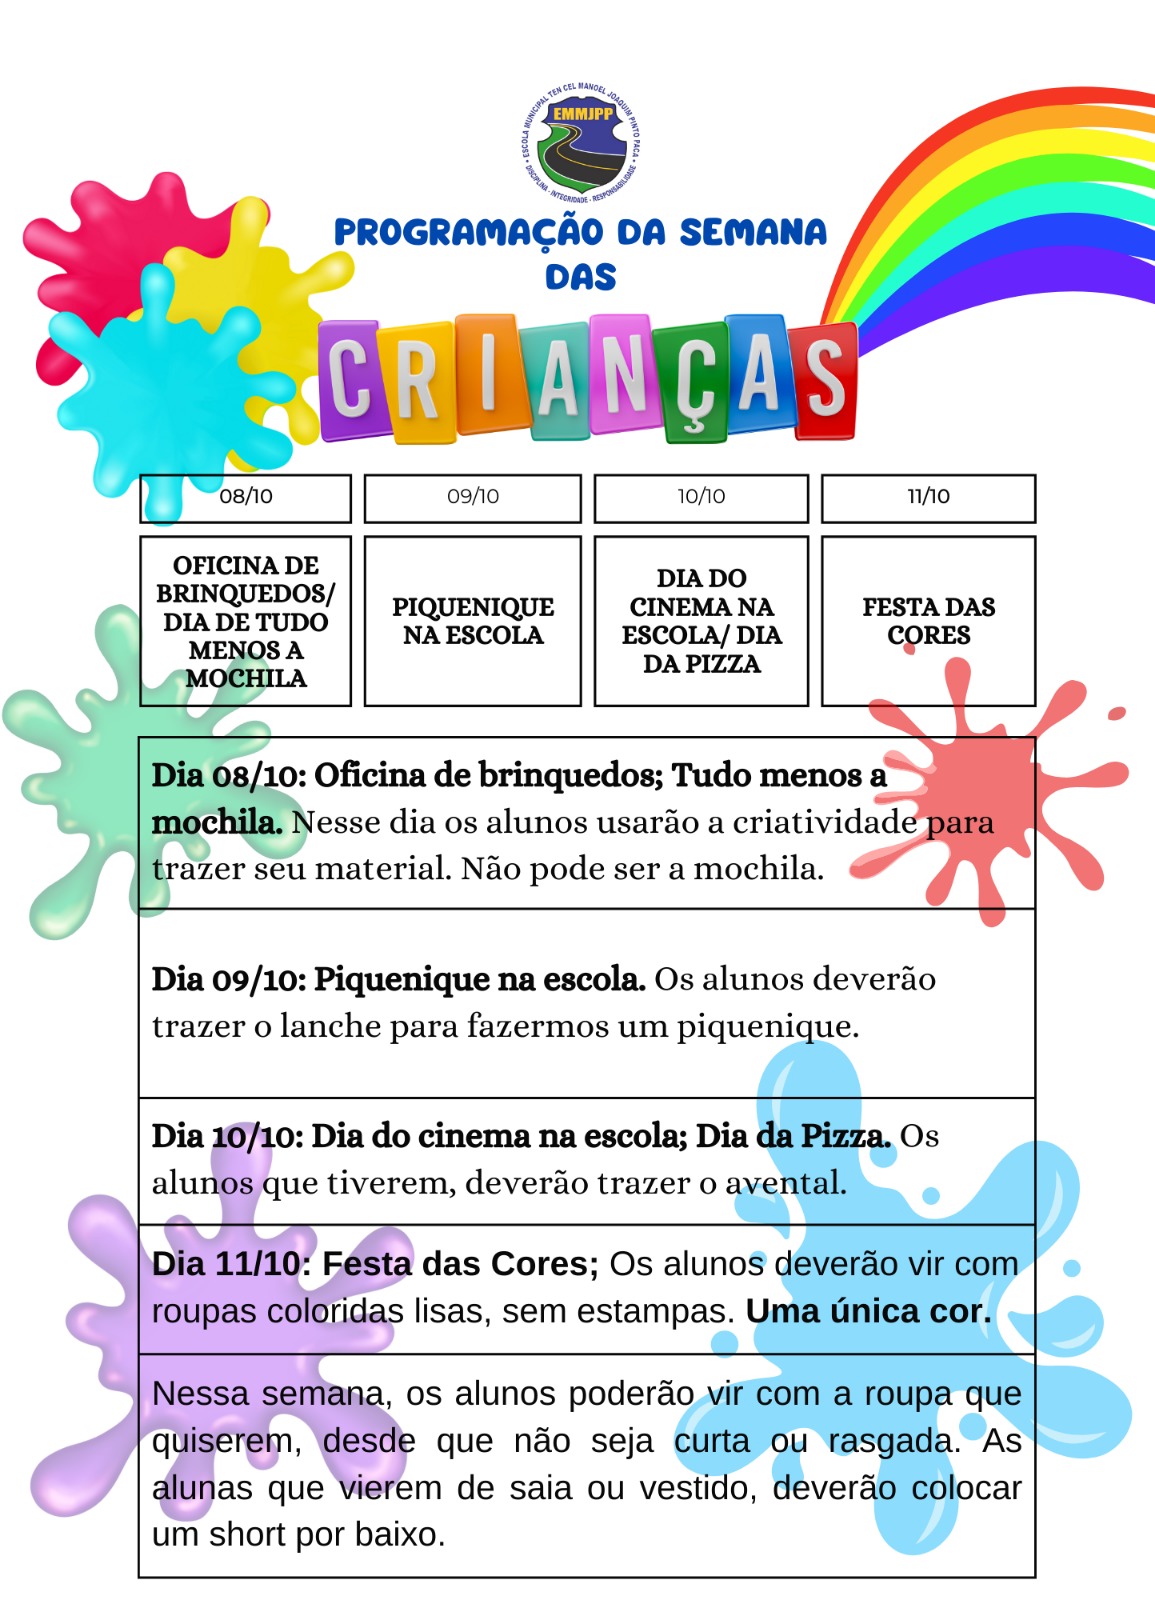 ESCOLA MUNICIPAL TEN CEL MANOEL JOAQUIM PINTO PACA
EMMJPP
DISCIPLINA - INTEGRIDADE - RESPONSABILIDADE
PROGRAMAÇÃO DA SEMANA
DAS
CRIANÇAS
08/10
09/10
10/10
11/10
OFICINA DE
BRINQUEDOS/
DIA DE TUDO
MENOS A
MOCHILA
PIQUENIQUE
NA ESCOLA
DIA DO
CINEMA NA
ESCOLA/ DIA
DA PIZZA
FESTA DAS
CORES
Dia 08/10: Oficina de brinquedos; Tudo menos a
mochila. Nesse dia os alunos usarão a criatividade para
trazer seu material. Não pode ser a mochila.
Dia 09/10: Piquenique na escola. Os alunos deverão
trazer o lanche para fazermos um piquenique.
Dia 10/10: Dia do cinema na escola; Dia da Pizza. Os
alunos que tiverem, deverão trazer o avental.
Dia 11/10: Festa das Cores; Os alunos deverão vir com
roupas coloridas lisas, sem estampas. Uma única cor.
Nessa semana, os alunos poderão vir com a roupa que
quiserem, desde que não seja curta ou rasgada. As
alunas que vierem de saia ou vestido, deverão colocar
um short por baixo.